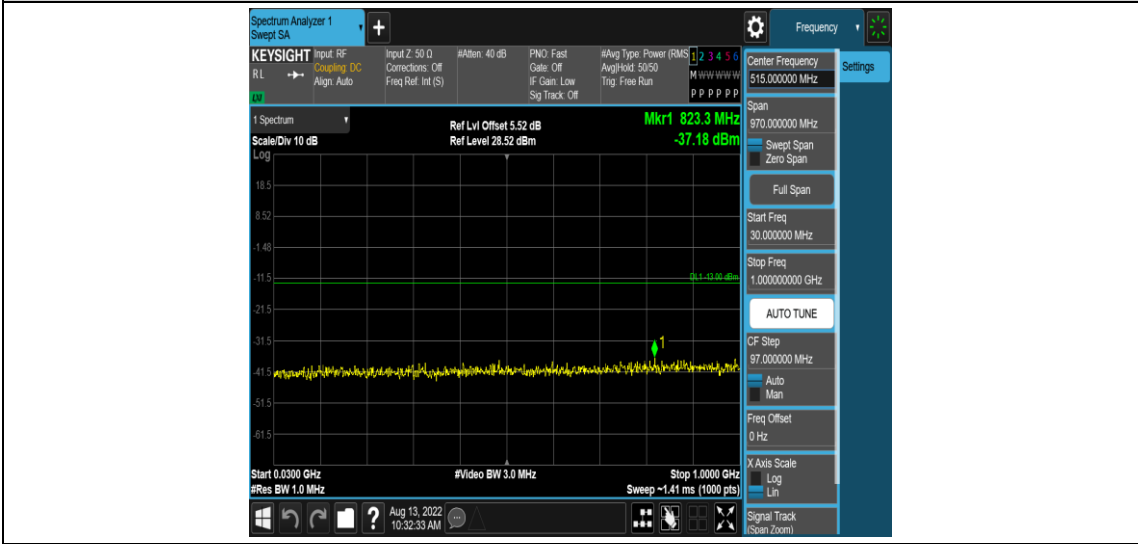 Spectrum Analyzer 1
Swept SA
+
Frequency
KEYSIGHT
RL
LXI
Input: RF
Coupling: DC
Align: Auto
Input Z: 50 Ω
Corrections: Off
Freq Ref: Int (S)
#Atten: 40 dB
PNO: Fast
Gate: Off
IF Gain: Low
Sig Track: Off
#Avg Type: Power (RMS
Avg|Hold: 50/50
Trig: Free Run
1 2 3 4 5 6
M W W W W W
P P P P P P
1 Spectrum
Scale/Div 10 dB
Log
Ref Lvl Offset 5.52 dB
Ref Level 28.52 dBm
Mkr1 823.3 MHz
-37.18 dBm
18.5
8.52
-1.48
-11.5
DL1 -13.00 dBm
-21.5
-31.5
1
-41.5
-51.5
-61.5
Start 0.0300 GHz
#Res BW 1.0 MHz
#Video BW 3.0 MHz
Stop 1.0000 GHz
Sweep ~1.41 ms (1000 pts)
?
Aug 13, 2022
10:32:33 AM
Center Frequency
515.000000 MHz
Settings
Span
970.000000 MHz
Swept Span
Zero Span
Full Span
Start Freq
30.000000 MHz
Stop Freq
1.000000000 GHz
AUTO TUNE
CF Step
97.000000 MHz
Auto
Man
Freq Offset
0 Hz
X Axis Scale
Log
Lin
Signal Track
(Span Zoom)